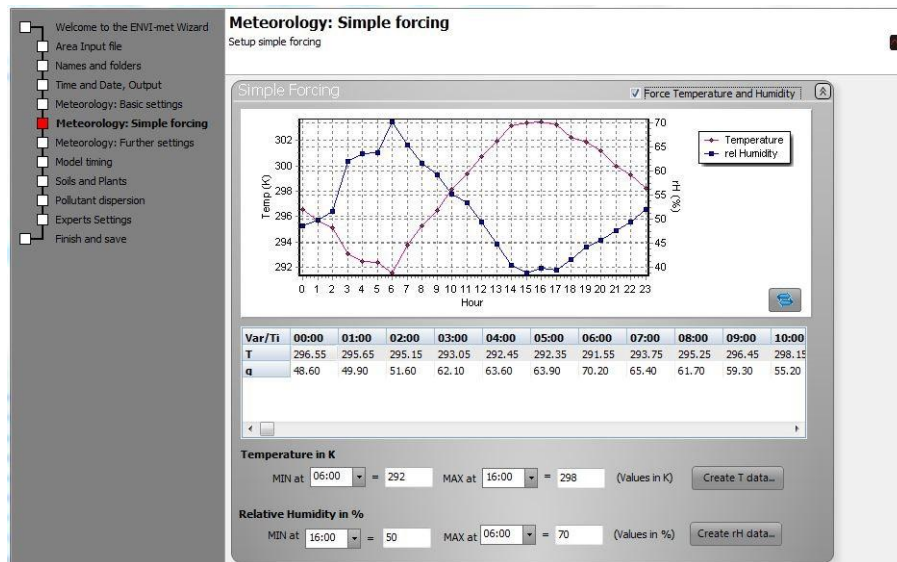 Meteorology: Simple forcing
Setup simple forcing
Welcome to the ENVI-met Wizard
Area Input file
Names and folders
Time and Date, Output
Meteorology: Basic settings
Meteorology: Simple forcing
Meteorology: Further settings
Model timing
Soils and Plants
Pollutant dispersion
Experts Settings
Finish and save
Simple Forcing
Force Temperature and Humidity
302
300
298
296
294
292
Temp (K)
70
65
60
55
50
45
40
rH (%)
0 1 2 3 4 5 6 7 8 9 10 11 12 13 14 15 16 17 18 19 20 21 22 23
Hour
Temperature
rel Humidity
Var/Ti 00:00 01:00 02:00 03:00 04:00 05:00 06:00 07:00 08:00 09:00 10:00
T 296.55 295.65 295.15 293.05 292.45 292.35 291.55 293.75 295.25 296.45 298.15
q 48.60 49.90 51.60 62.10 63.60 63.90 70.20 65.40 61.70 59.30 55.20
Temperature in K
MIN at 06:00 = 292 MAX at 16:00 = 298 (Values in K) Create T data...
Relative Humidity in %
MIN at 16:00 = 50 MAX at 06:00 = 70 (Values in %) Create rH data...